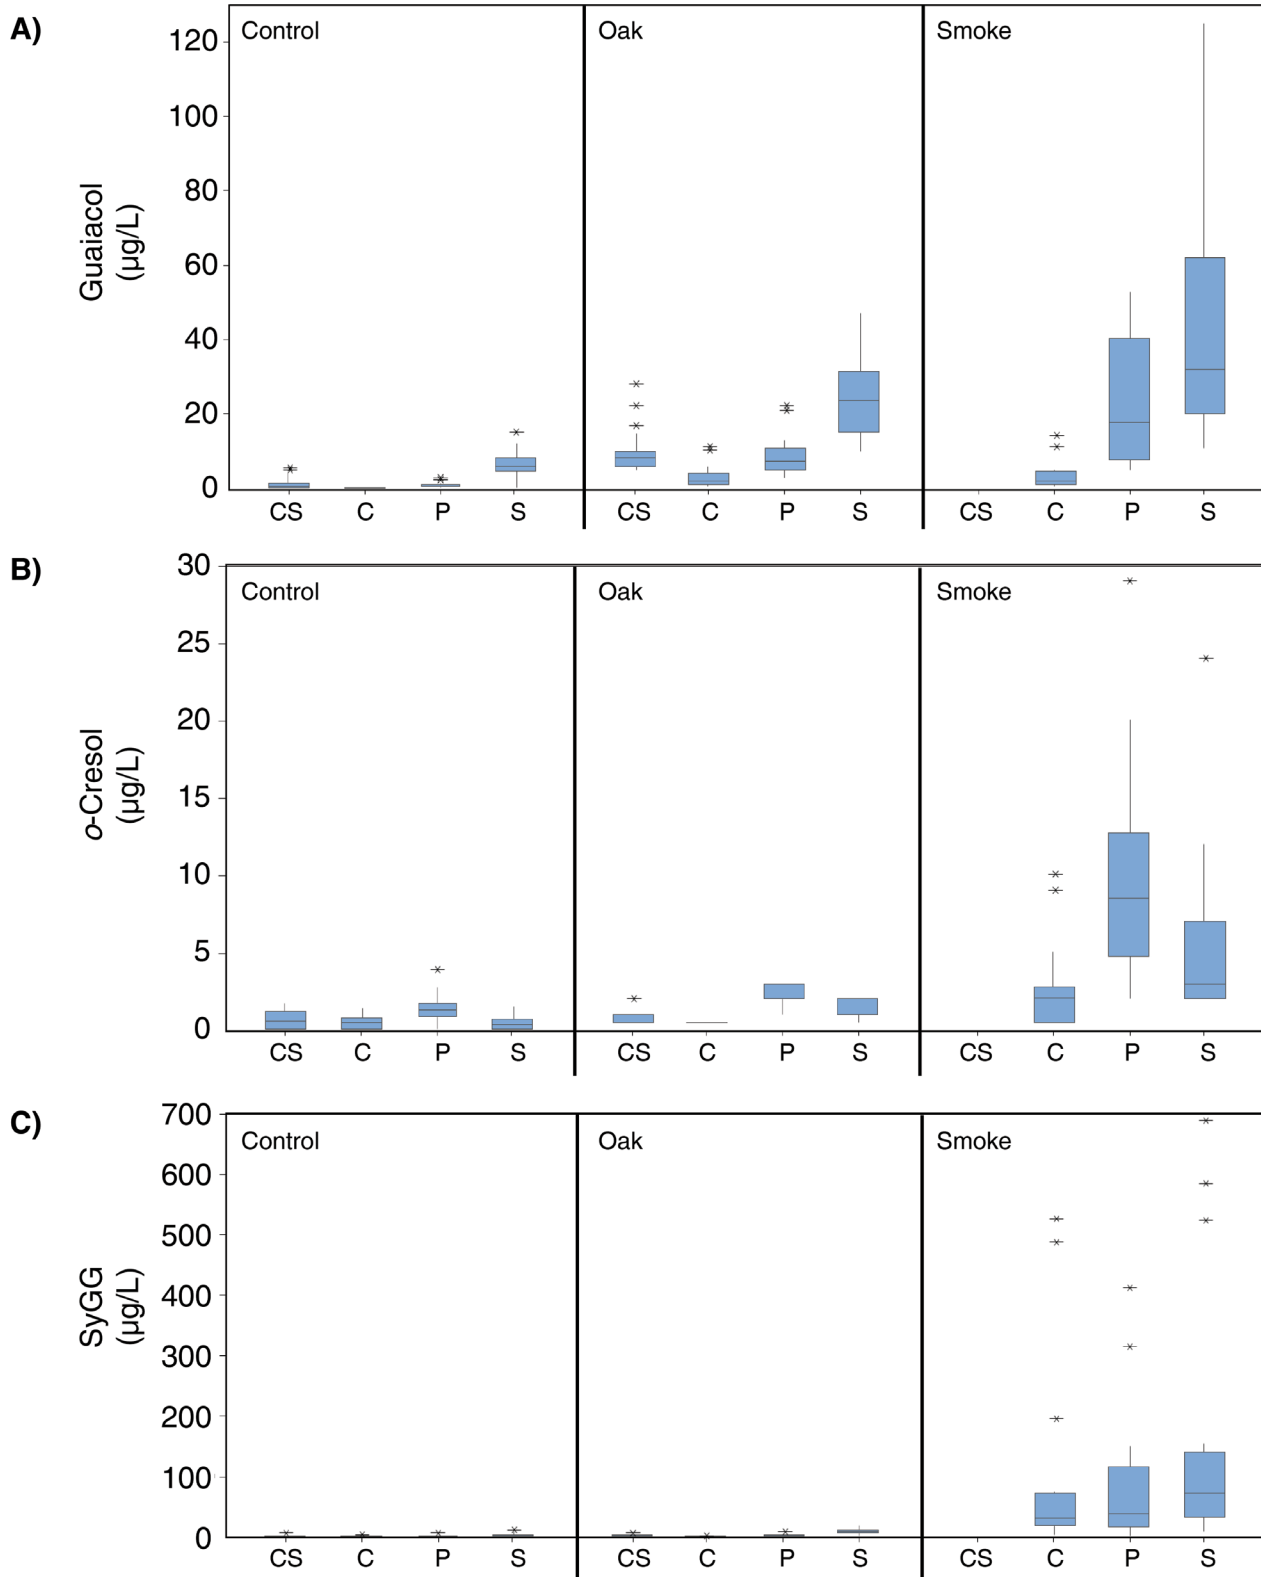 A)
Control Oak Smoke
Guaiacol
(µg/L)
120
100
80
60
40
20
0
CS C P S CS C P S CS C P S
B)
Control Oak Smoke
o-Cresol
(µg/L)
30
25
20
15
10
5
0
CS C P S CS C P S CS C P S
C)
Control Oak Smoke
SyGG
(µg/L)
700
600
500
400
300
200
100
0
CS C P S CS C P S CS C P S